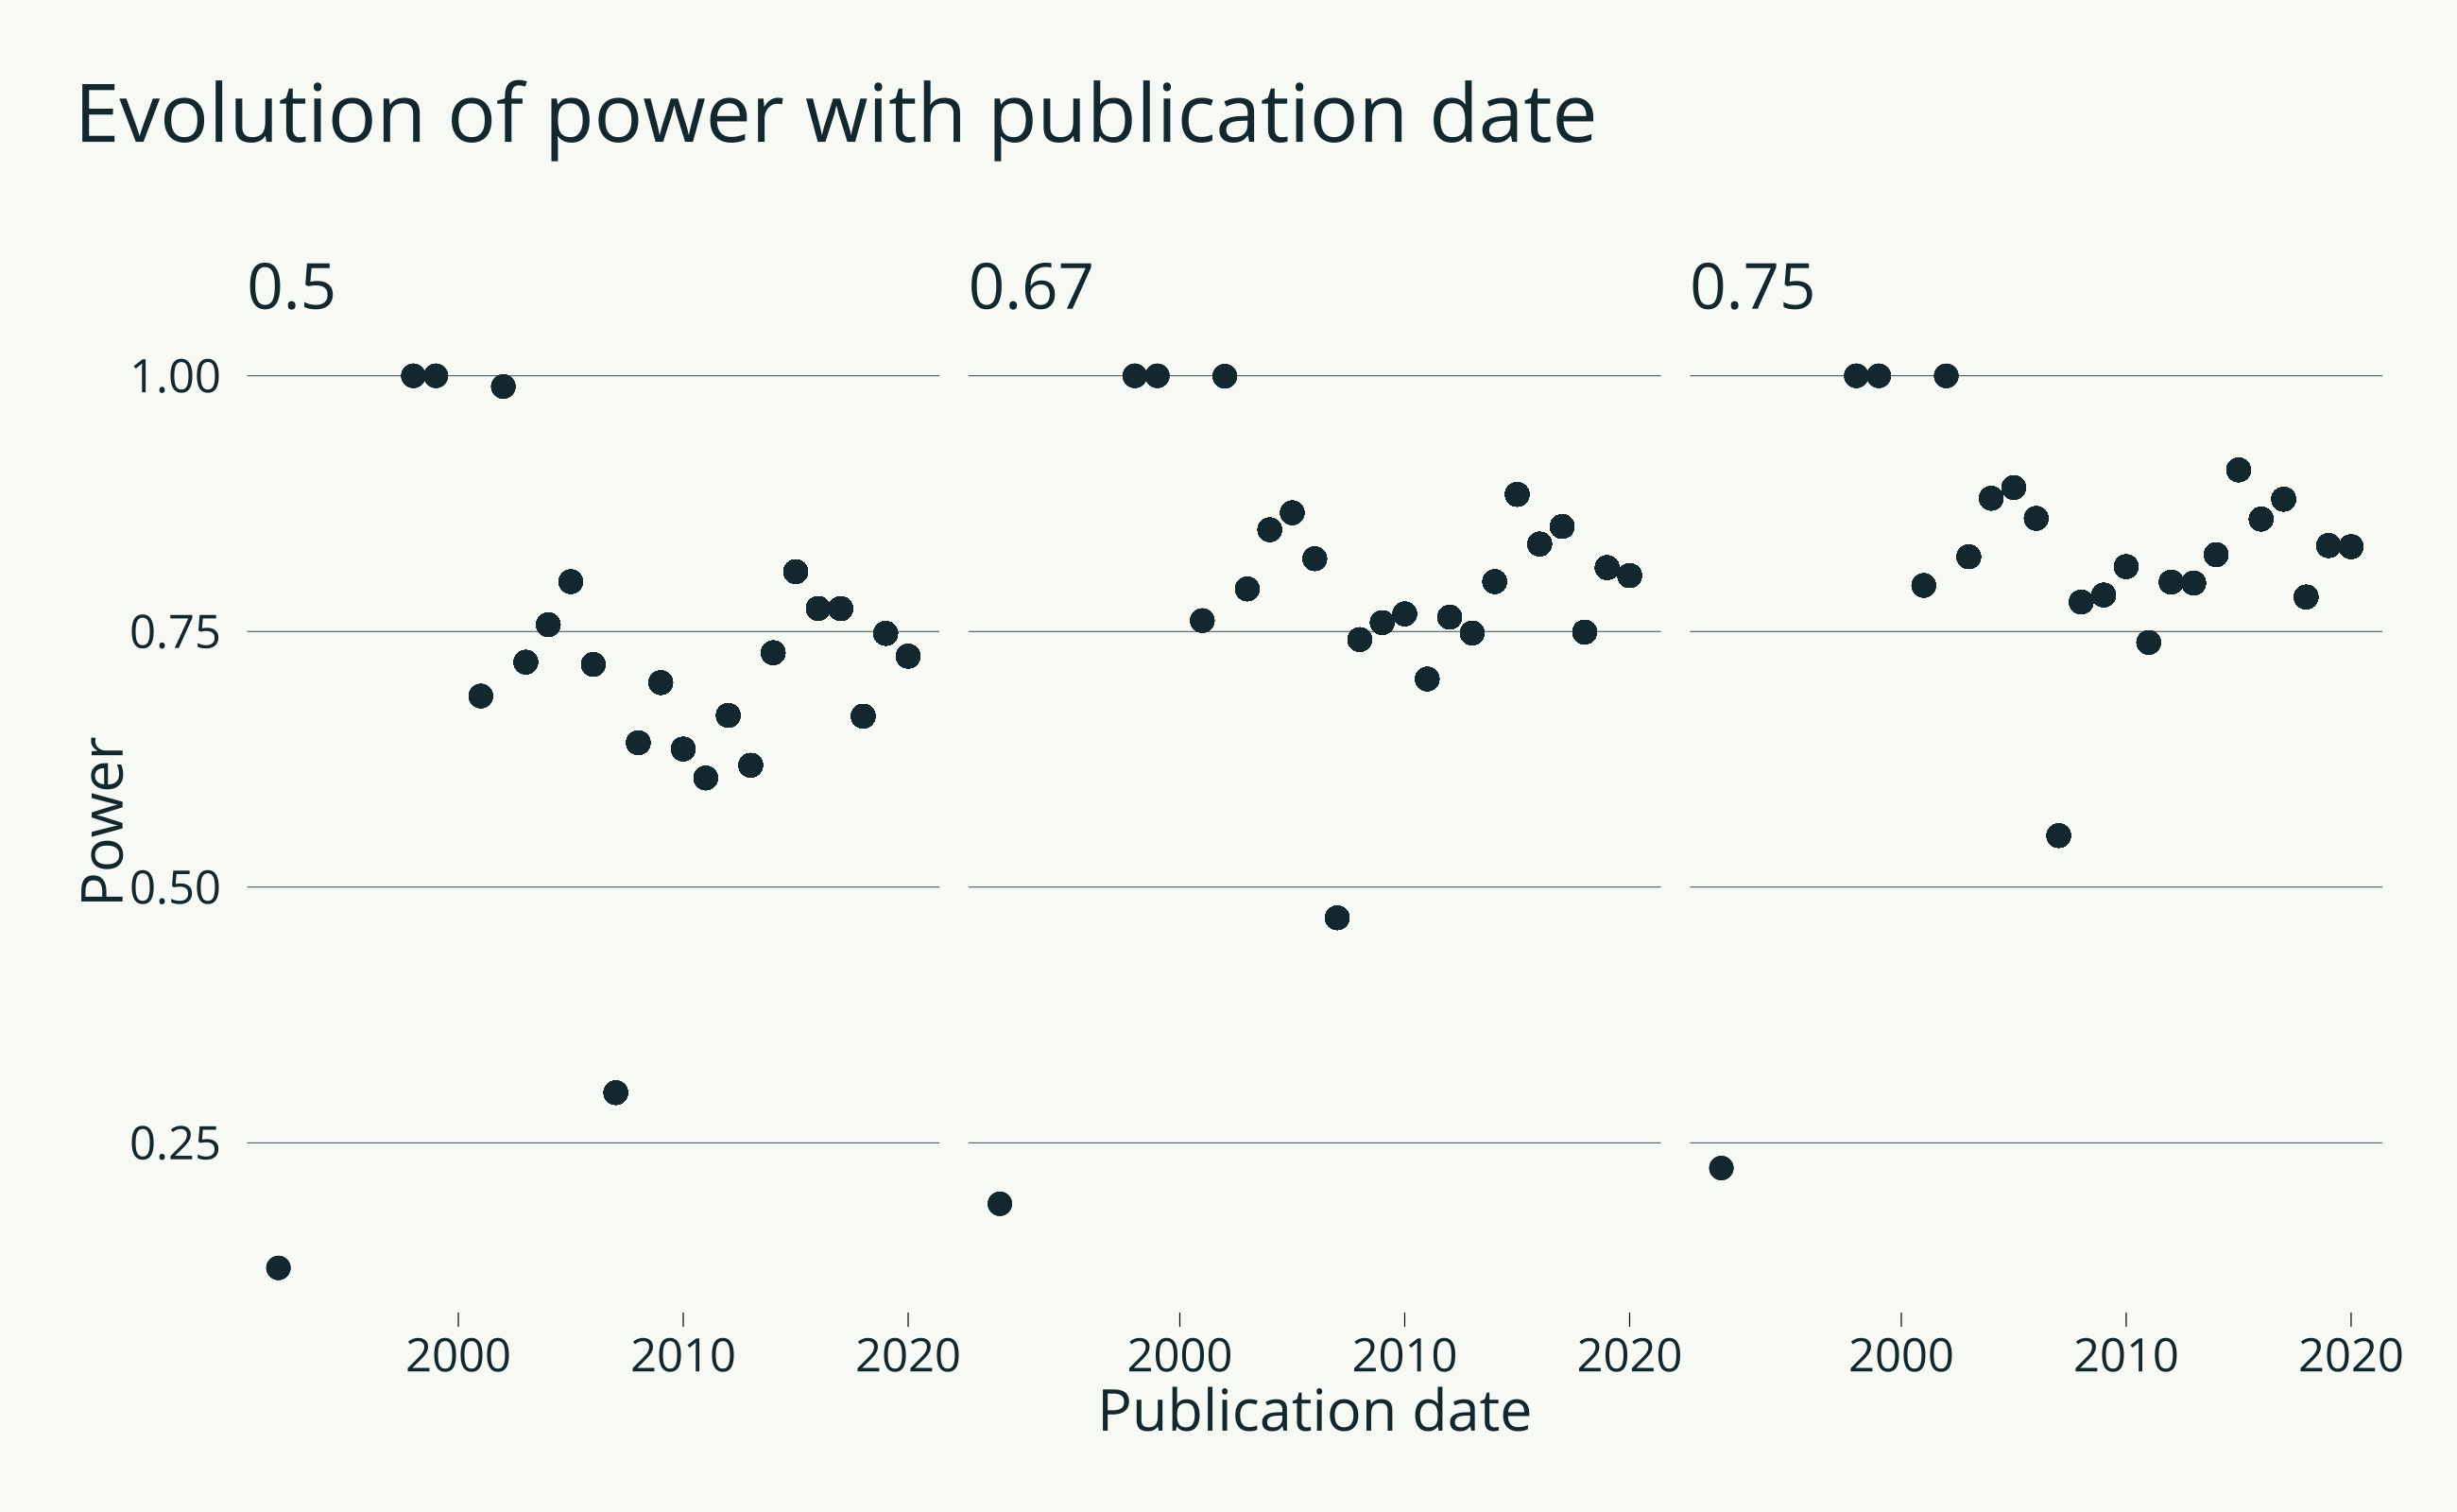 Evolution of power with publication date
0.5 0.67 0.75
1.00
0.75
0.50
0.25
Power
2000 2010 2020 2000 2010 2020 2000 2010 2020
Publication date